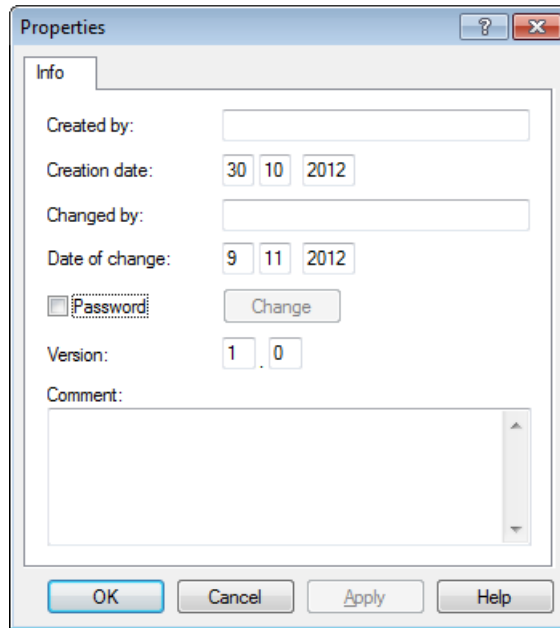 Properties
Info
Created by:
Creation date: 30 10 2012
Changed by:
Date of change: 9 11 2012
Password Change
Version: 1 . 0
Comment:
OK Cancel Apply Help